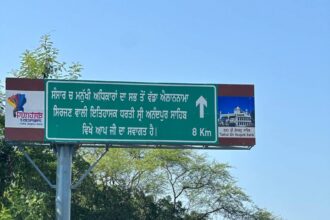 ਸੰਸਾਰ ਚ ਮਨੁੱਖੀ ਅਧਿਕਾਰਾਂ ਦਾ ਸਭ ਤੋਂ ਵੱਡਾ ਐਲਾਨਨਾਮਾ
ਸਿਰਜਣ ਵਾਲੀ ਇਤਿਹਾਸਕ ਧਰਤੀ ਸ੍ਰੀ ਅਨੰਦਪੁਰ ਸਾਹਿਬ
ਵਿਖੇ ਆਪ ਜੀ ਦਾ ਸਵਾਗਤ ਹੈ।
8 Km